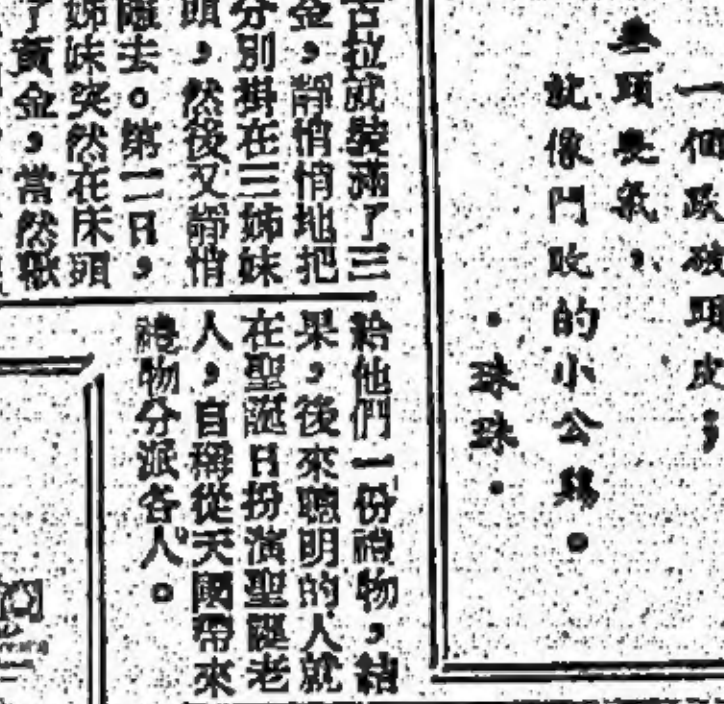 一個跌破頭皮；
垂頭喪氣，
就像鬥敗的小公鷄。
·珠珠·
古拉就裝滿了三
金，靜悄悄地把
分別掛在三姊妹
頭，然後又靜悄
離去。第二日，
姊妹突然在床頭
了黃金，當然歡
給他們一份禮物，結
果，後來聰明的人就
在聖誕日扮演聖誕老
人，自稱從天國帶來
禮物分派各人。